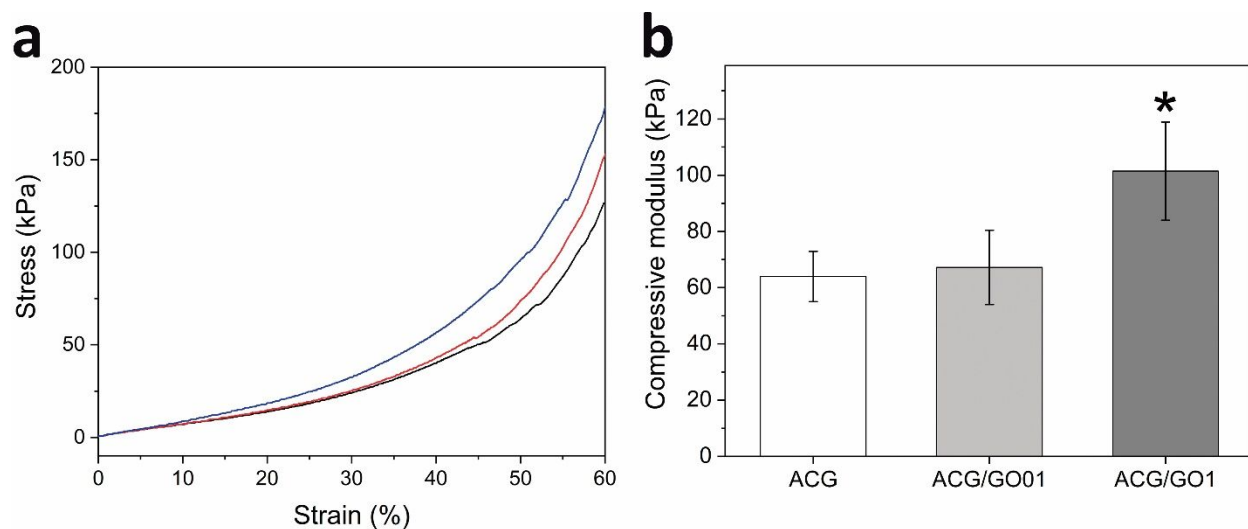 a
200
150
100
50
0
Stress (kPa)
0 10 20 30 40 50 60
Strain (%)
b
120
100
80
60
40
20
0
Compressive modulus (kPa)
*
ACG ACG/GO01 ACG/GO1